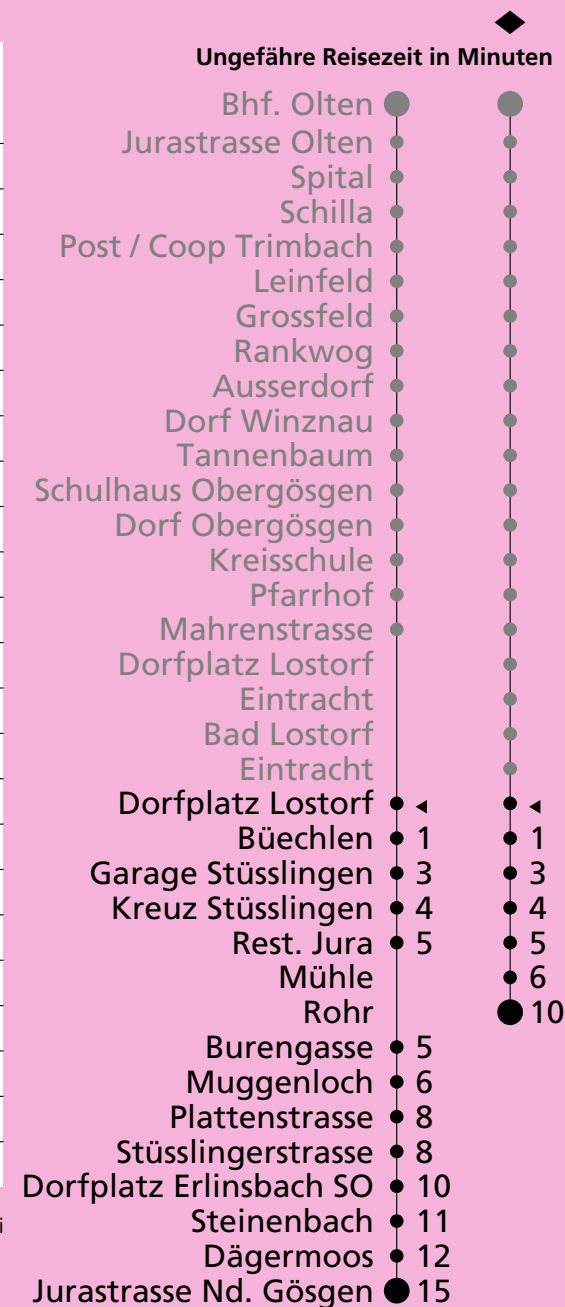 Ungefähre Reisezeit in Minuten
Bhf. Olten
Jurastrasse Olten
Spital
Schilla
Post / Coop Trimbach
Leinfeld
Grossfeld
Rankwog
Ausserdorf
Dorf Winznau
Tannenbaum
Schulhaus Obergösgen
Dorf Obergösgen
Kreisschule
Pfarrhof
Mahrenstrasse
Dorfplatz Lostorf
Eintracht
Bad Lostorf
Eintracht
Dorfplatz Lostorf
Büechlen 1 1
Garage Stüsslingen 3 3
Kreuz Stüsslingen 4 4
Rest. Jura 5 5
Mühle 6
Rohr 10
Burengasse 5
Muggenloch 6
Plattenstrasse 8
Stüsslingerstrasse 8
Dorfplatz Erlinsbach SO 10
i Steinenbach 11
Dägermoos 12
Jurastrasse Nd. Gösgen 15